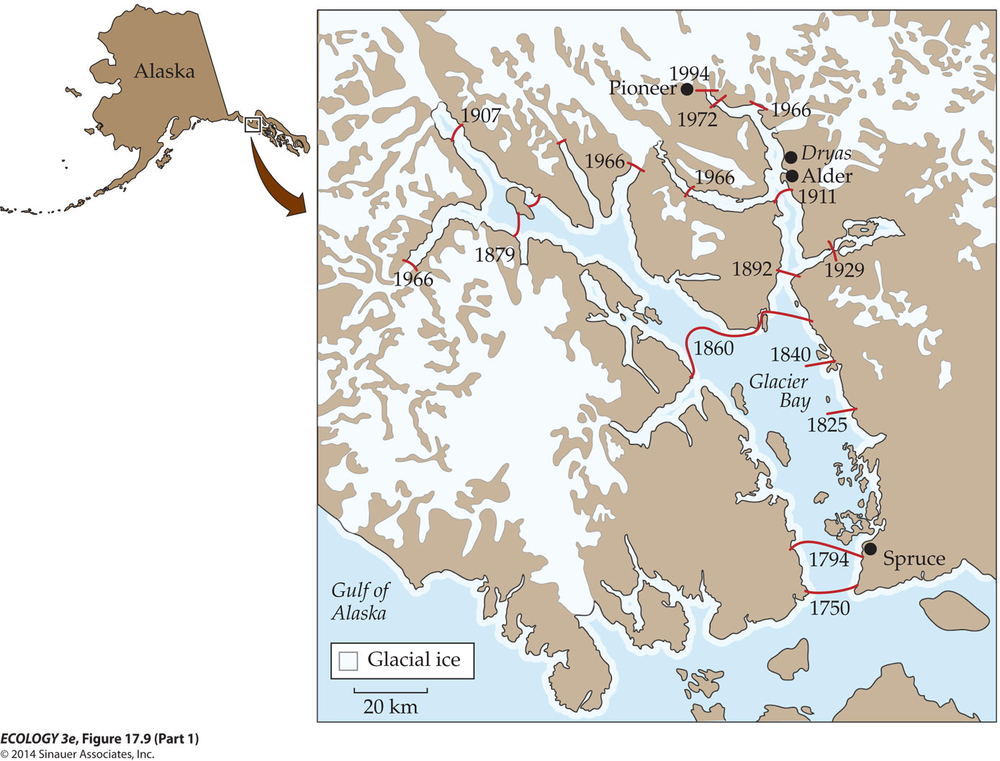 Alaska
1994
Pioneer
1972
1966
1907
1966
Dryas
Alder
1966
1911
1879
1966
1892
1929
1860
1840
Glacier
Bay
1825
1794
Spruce
1750
Gulf of
Alaska
Glacial ice
20 km
ECOLOGY 3e, Figure 17.9 (Part 1)
© 2014 Sinauer Associates, Inc.